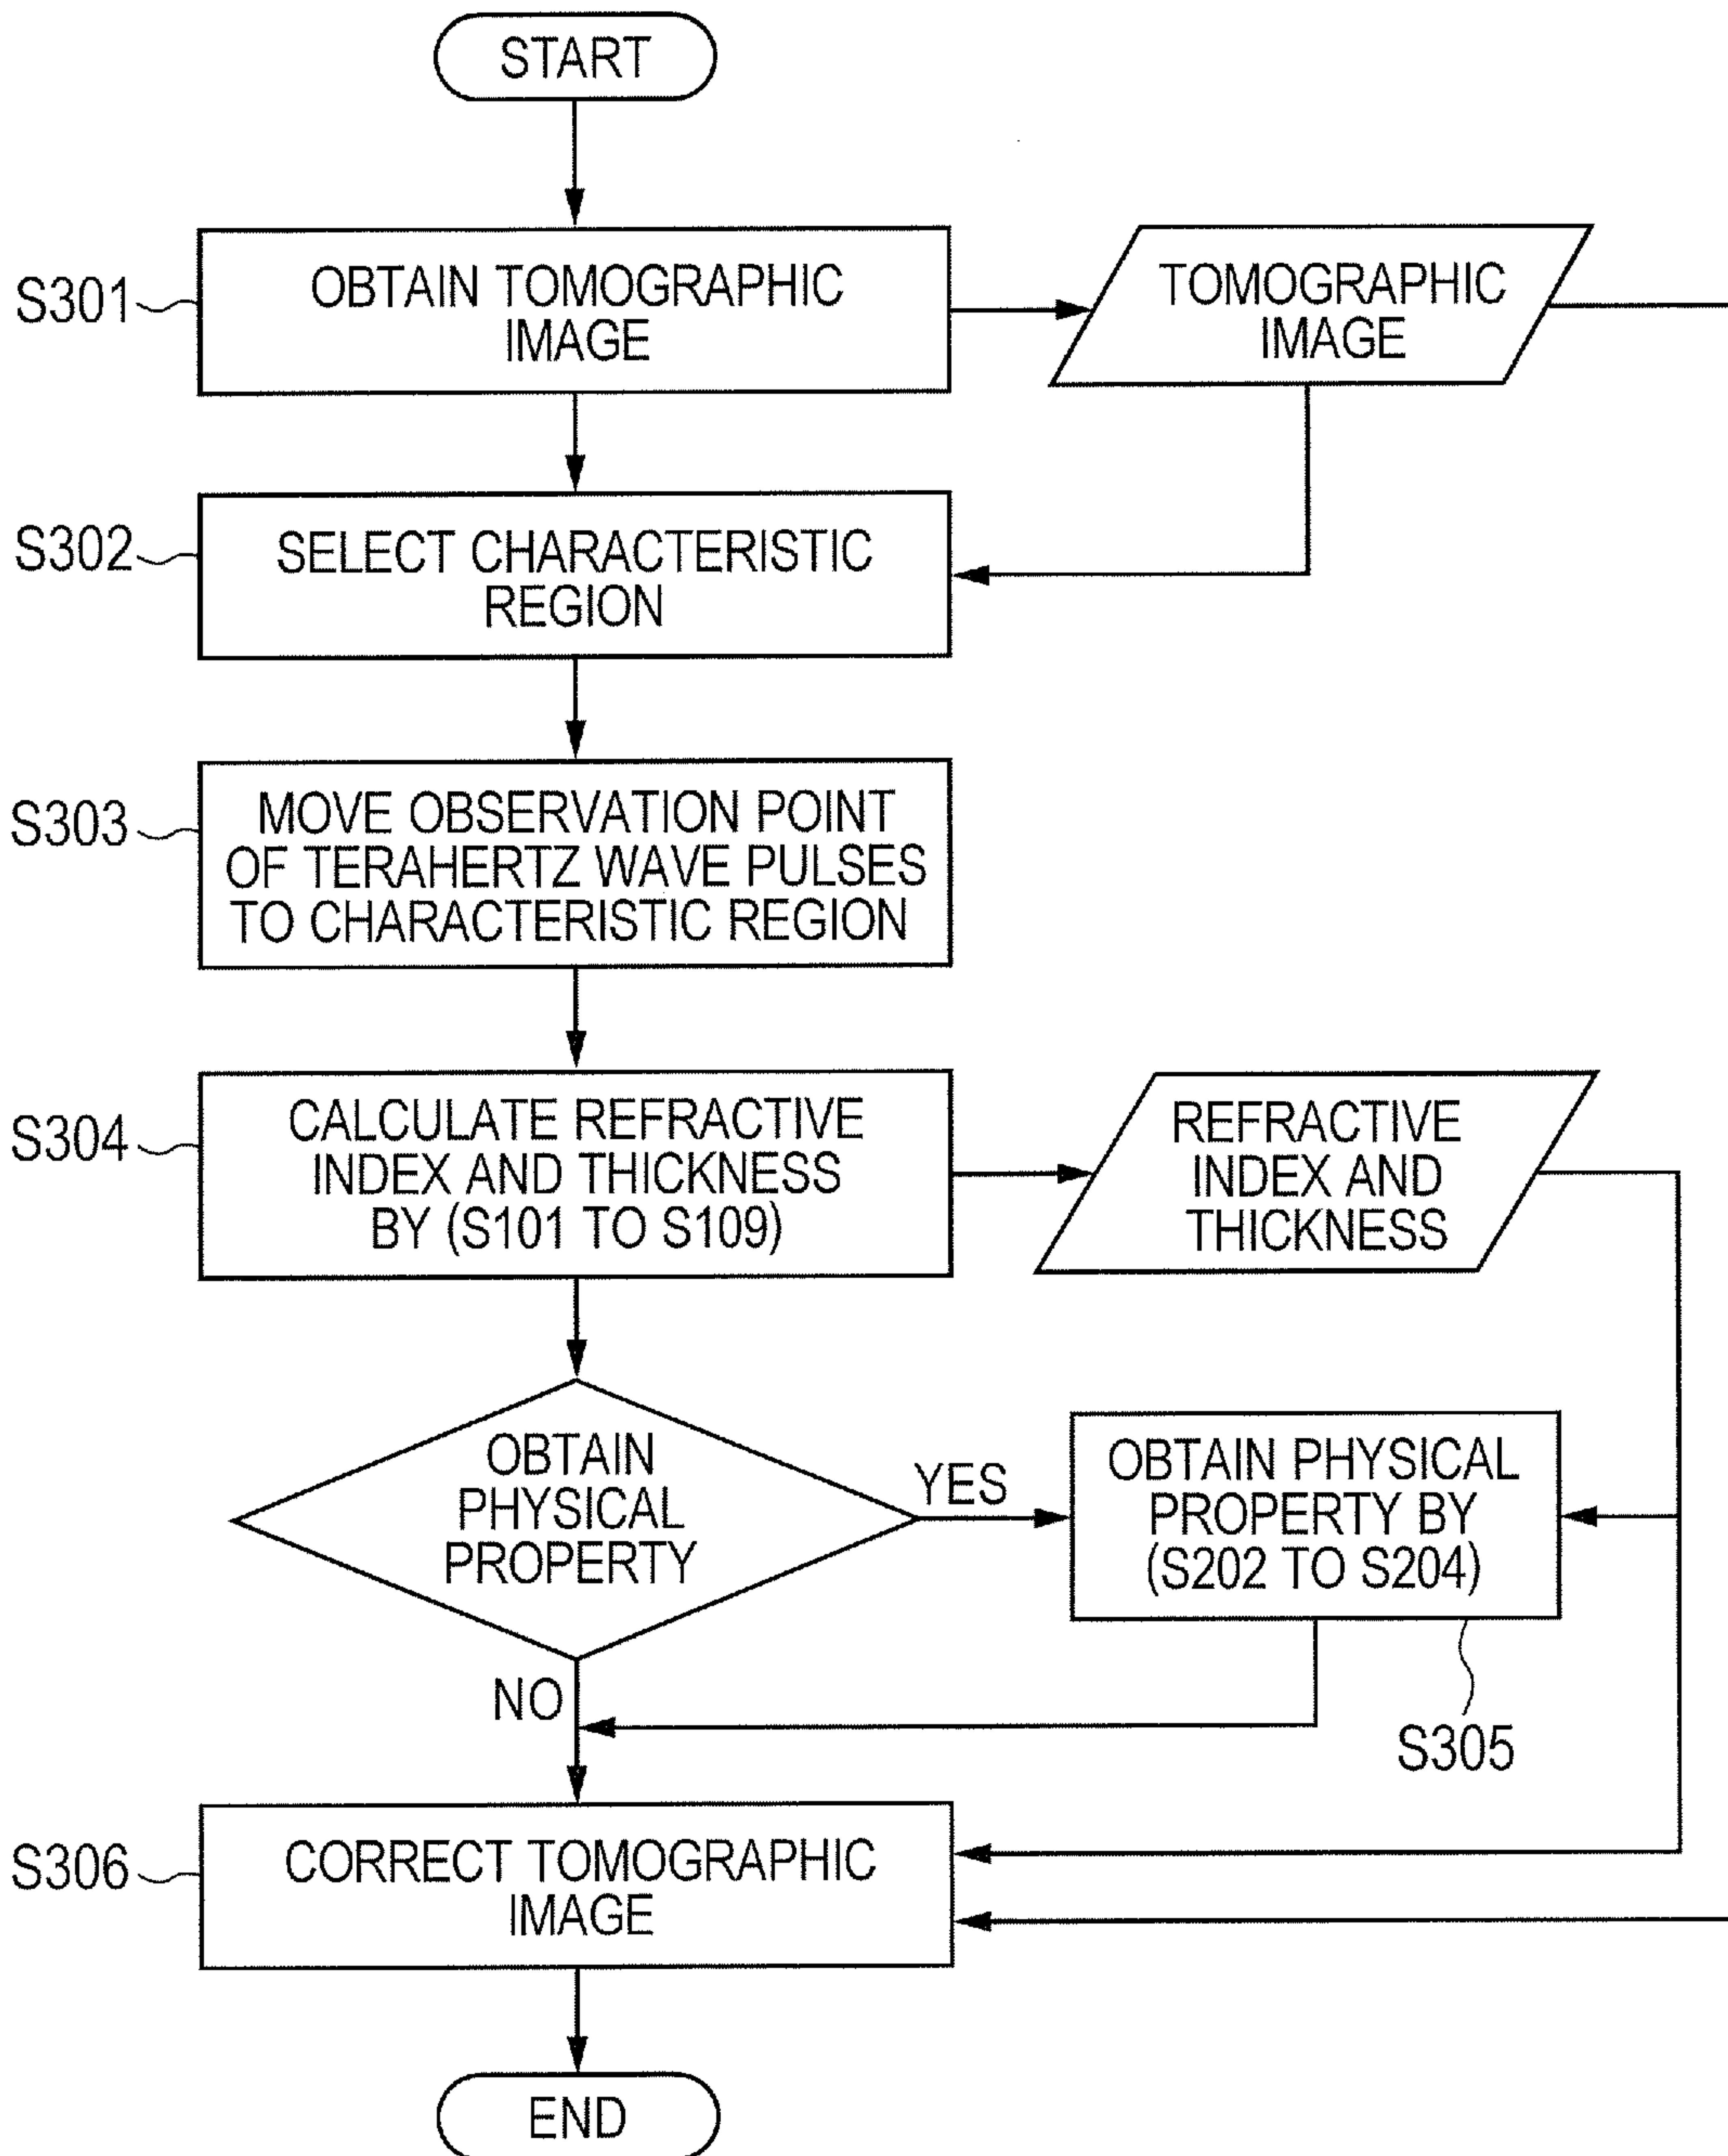 START
S301
OBTAIN TOMOGRAPHIC
IMAGE
TOMOGRAPHIC
IMAGE
S302
SELECT CHARACTERISTIC
REGION
S303
MOVE OBSERVATION POINT
OF TERAHERTZ WAVE PULSES
TO CHARACTERISTIC REGION
S304
CALCULATE REFRACTIVE
INDEX AND THICKNESS
BY (S101 TO S109)
REFRACTIVE
INDEX AND
THICKNESS
OBTAIN
PHYSICAL
PROPERTY
YES
OBTAIN PHYSICAL
PROPERTY BY
(S202 TO S204)
NO
S305
S306
CORRECT TOMOGRAPHIC
IMAGE
END